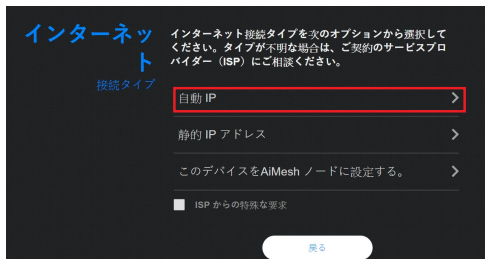 インターネッ
ト
接続タイプ
インターネット接続タイプを次のオプションから選択して
ください。タイプが不明な場合は、ご契約のサービスプロ
バイダー（ISP）にご相談ください。
自動 IP
静的 IP アドレス
このデバイスをAiMesh ノードに設定する。
ISP からの特殊な要求
戻る